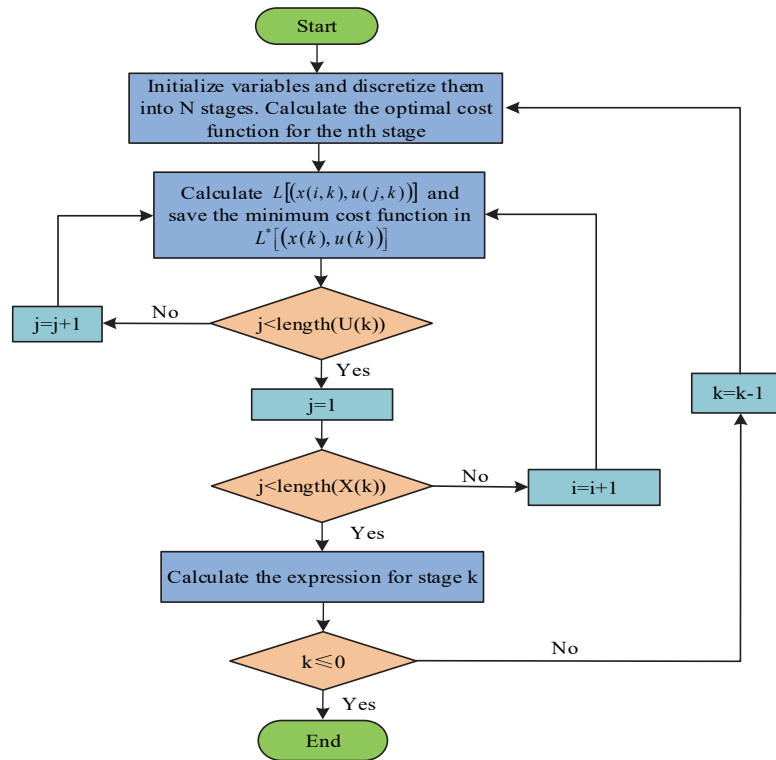 Start
Initialize variables and discretize them
into N stages. Calculate the optimal cost
function for the nth stage
Calculate L[(x(i,k),u(j,k))] and
save the minimum cost function in
L*[(x(k),u(k))]
No
j=j+1
j<length(U(k))
Yes
j=1
k=k-1
j<length(X(k))
No
i=i+1
Yes
Calculate the expression for stage k
k≤0
No
Yes
End